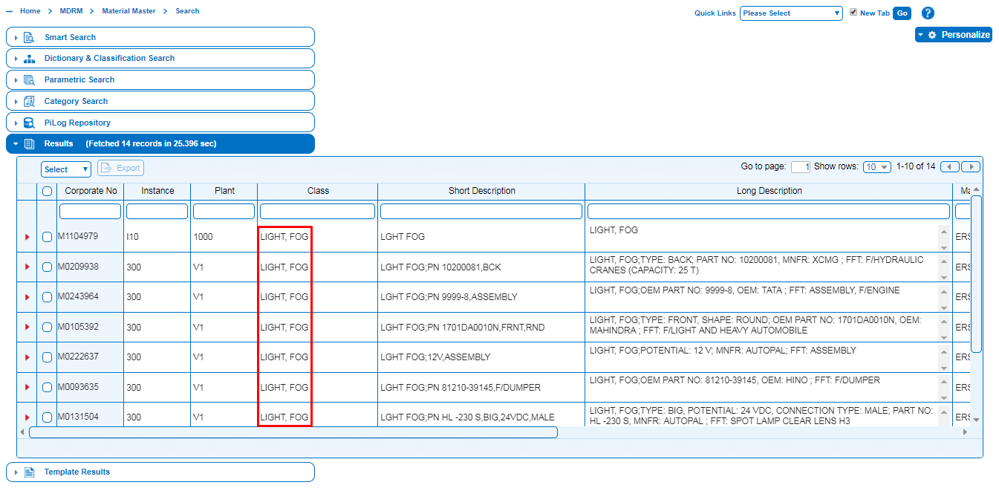 Home > MDRM > Material Master > Search
Quick Links Please Select New Tab Go ?
Personalize
Smart Search
Dictionary & Classification Search
Parametric Search
Category Search
PiLog Repository
Results (Fetched 14 records in 25.396 sec)
Select Export Go to page: 1 Show rows: 10 1-10 of 14
Corporate No Instance Plant Class Short Description Long Description
M1104979 I10 1000 LIGHT, FOG LGHT FOG LIGHT, FOG
ERS
M0209938 300 V1 LIGHT, FOG LGHT FOG;PN 10200081,BCK LIGHT, FOG;TYPE: BACK; PART NO: 10200081, MNFR: XCMG ; FFT: F/HYDRAULIC
CRANES (CAPACITY: 25 T) ERS
M0243964 300 V1 LIGHT, FOG LGHT FOG;PN 9999-8,ASSEMBLY LIGHT, FOG;OEM PART NO: 9999-8, OEM: TATA ; FFT: ASSEMBLY, F/ENGINE
ERS
M0105392 300 V1 LIGHT, FOG LGHT FOG;PN 1701DA0010N,FRNT,RND LIGHT, FOG;TYPE: FRONT, SHAPE: ROUND; OEM PART NO: 1701DA0010N, OEM:
MAHINDRA ; FFT: F/LIGHT AND HEAVY AUTOMOBILE ERS
M0222637 300 V1 LIGHT, FOG LGHT FOG;12V,ASSEMBLY LIGHT, FOG;POTENTIAL: 12 V; MNFR: AUTOPAL; FFT: ASSEMBLY
ERS
M0093635 300 V1 LIGHT, FOG LGHT FOG;PN 81210-39145,F/DUMPER LIGHT, FOG;OEM PART NO: 81210-39145, OEM: HINO ; FFT: F/DUMPER
ERS
M0131504 300 V1 LIGHT, FOG LGHT FOG;PN HL -230 S,BIG,24VDC,MALE LIGHT, FOG;TYPE: BIG, POTENTIAL: 24 VDC, CONNECTION TYPE: MALE; PART NO:
HL -230 S, MNFR: AUTOPAL ; FFT: SPOT LAMP CLEAR LENS H3 ERS
Template Results